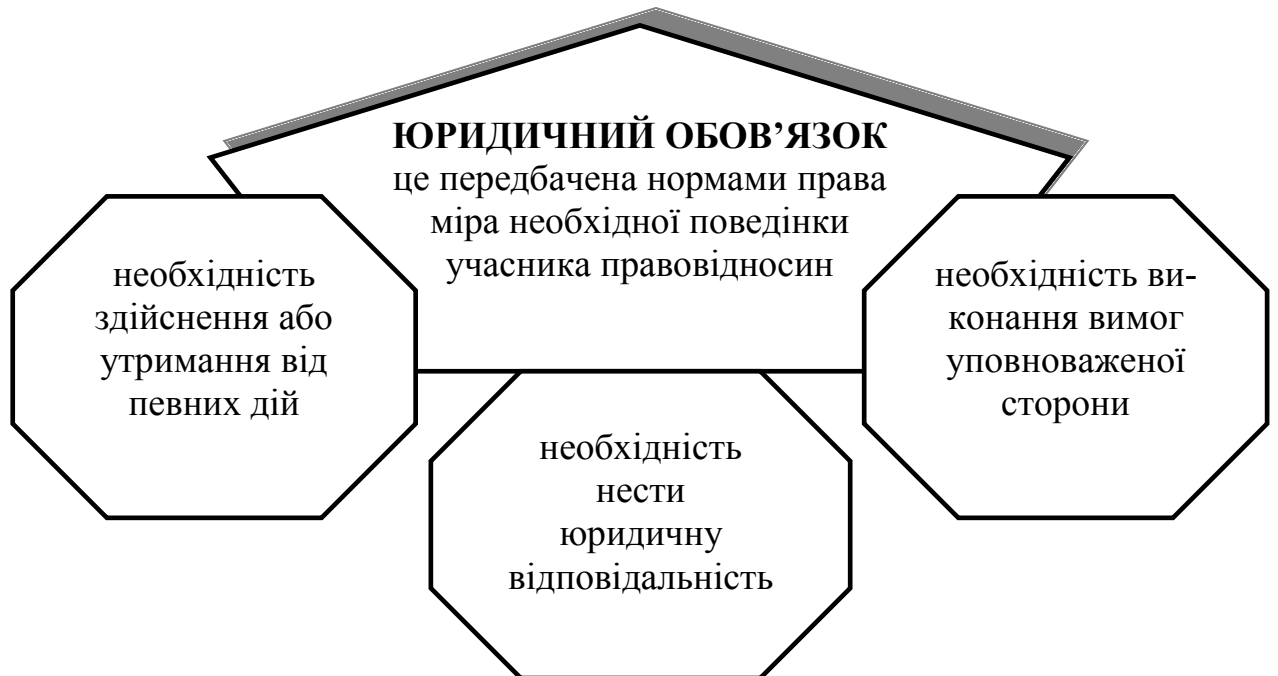 ЮРИДИЧНИЙ ОБОВ’ЯЗОК
це передбачена нормами права
міра необхідної поведінки
учасника правовідносин
необхідність
здійснення або
утримання від
певних дій
необхідність
нести
юридичну
відповідальність
необхідність ви-
конання вимог
уповноваженої
сторони